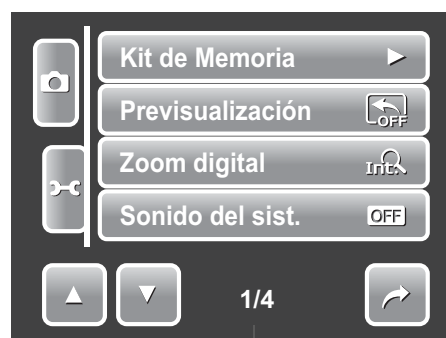 Kit de Memoria
Previsualización OFF
Zoom digital Int.
Sonido del sist. OFF
1/4